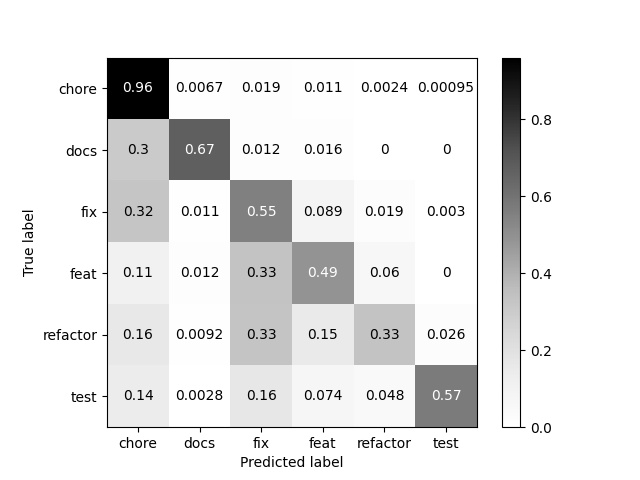 chore 0.96 0.0067 0.019 0.011 0.0024 0.00095
docs 0.3 0.67 0.012 0.016 0 0
fix 0.32 0.011 0.55 0.089 0.019 0.003
feat 0.11 0.012 0.33 0.49 0.06 0
refactor 0.16 0.0092 0.33 0.15 0.33 0.026
test 0.14 0.0028 0.16 0.074 0.048 0.57
chore docs fix feat refactor test
Predicted label
True label
0.8
0.6
0.4
0.2
0.0